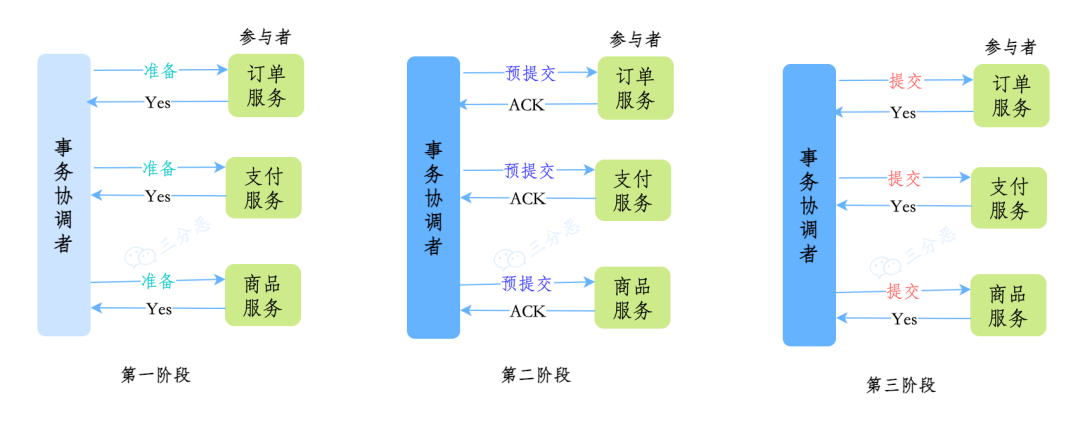 参与者
事务协调者
准备
Yes
订单
服务
准备
Yes
支付
服务
三分恶
准备
Yes
商品
服务
第一阶段
参与者
事务协调者
预提交
ACK
订单
服务
预提交
ACK
支付
服务
三分恶
预提交
ACK
商品
服务
第二阶段
参与者
事务协调者
提交
Yes
订单
服务
提交
Yes
支付
服务
三分恶
提交
Yes
商品
服务
第三阶段